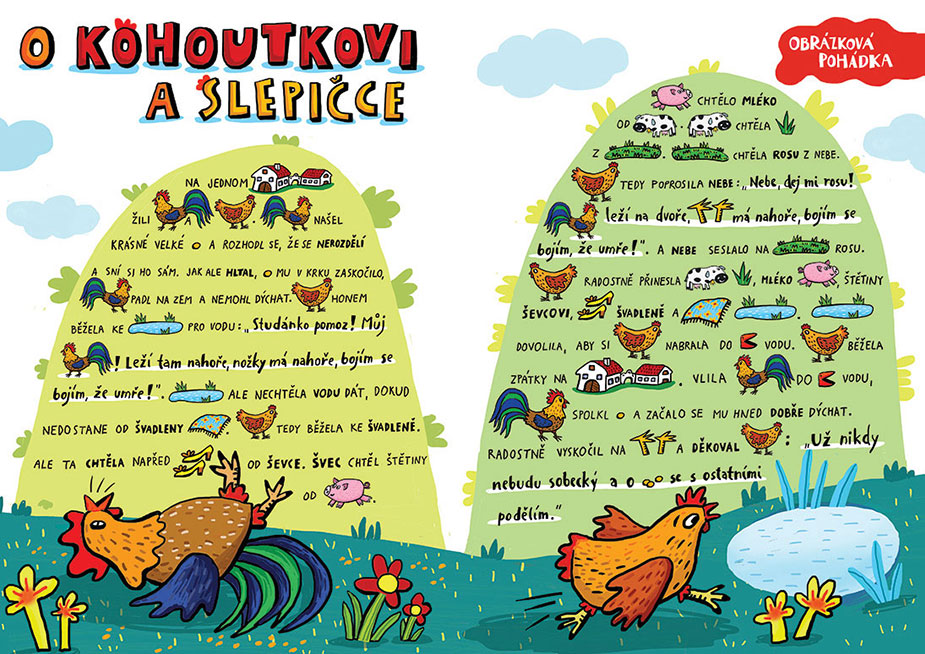 O KOHOUTKOVI
A SLEPIČCE
OBRÁZKOVÁ
POHÁDKA
NA JEDNOM
ŽILI A NAŠEL
KRÁSNÉ VELKÉ A ROZHODL SE, ŽE SE NEROZDĚLÍ
A SNÍ SI HO SÁM. JAK ALE HLTAL, MU V KRKU ZASKOČILO,
PADL NA ZEM A NEMOHL DÝCHAT. HONEM
BĚŽELA KE PRO VODU: „Studánko pomoz! Můj
! Leží tam nahoře, nožky má nahoře, bojím se
bojím, že umře!". ALE NECHTĚLA VODU DÁT, DOKUD
NEDOSTANE OD ŠVADLENY . TEDY BĚŽELA KE ŠVADLENĚ.
ALE TA CHTĚLA NAPŘED OD ŠEVCE. ŠVEC CHTĚL ŠTĚTINY
OD
CHTĚLO MLÉKO
OD . CHTĚLA
Z . CHTĚLA ROSU Z NEBE.
TEDY POPROSILA NEBE: „Nebe, dej mi rosu!
leží na dvoře, má nahoře, bojím se
bojím, že umře!". A NEBE SESLALO NA ROSU.
RADOSTNĚ PŘINESLA , MLÉKO ŠTĚTINY
ŠEVCOVI, ŠVADLENĚ A .
DOVOLILA, ABY SI NABRALA DO VODU. BĚŽELA
ZPÁTKY NA . VLILA DO VODU,
SPOLKL A ZAČALO SE MU HNED DOBŘE DÝCHAT.
RADOSTNĚ VYSKOČIL NA A DĚKOVAL : „Už nikdy
nebudu sobecký a o se s ostatními
podělím."